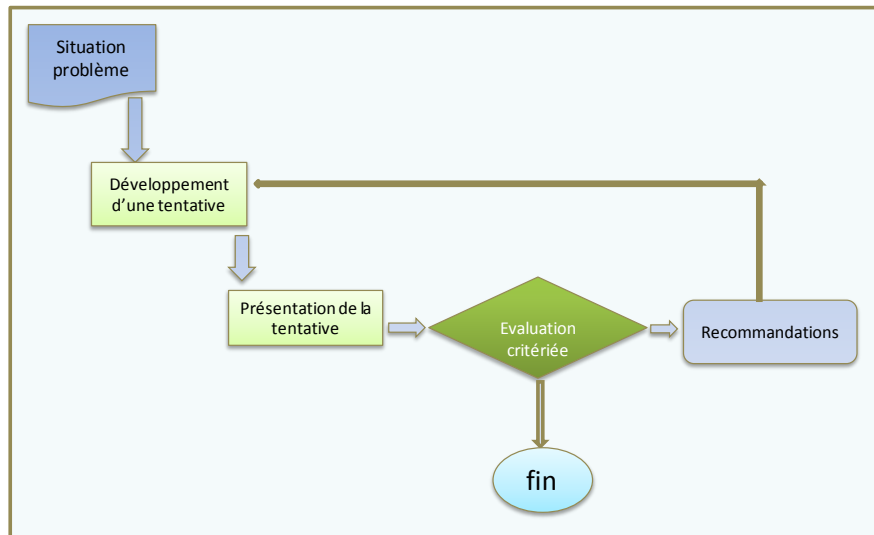 Situation
problème
Développement
d'une tentative
Présentation de la
tentative
Evaluation
critériée
Recommandations
fin